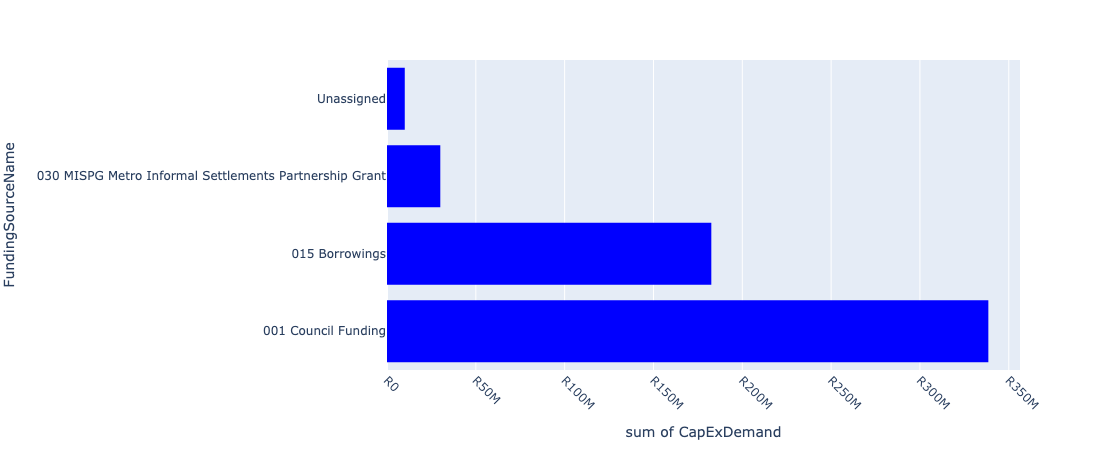 FundingSourceName
Unassigned
030 MISPG Metro Informal Settlements Partnership Grant
015 Borrowings
001 Council Funding
R0
R50M
R100M
R150M
R200M
R250M
R300M
R350M
sum of CapExDemand